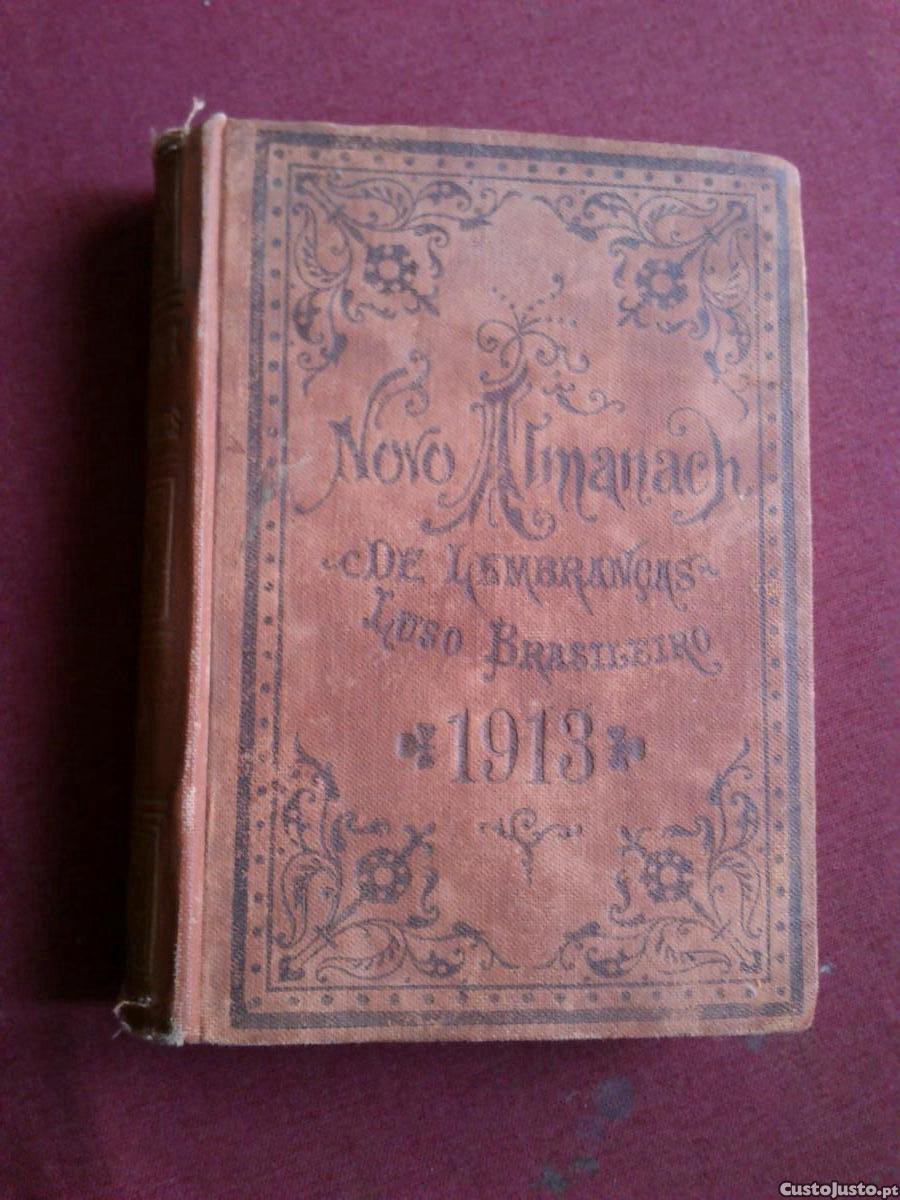 Novo Almanach
DE LEMBRANÇAS
LUSO BRASILEIRO
1913
CustoJusto.pt